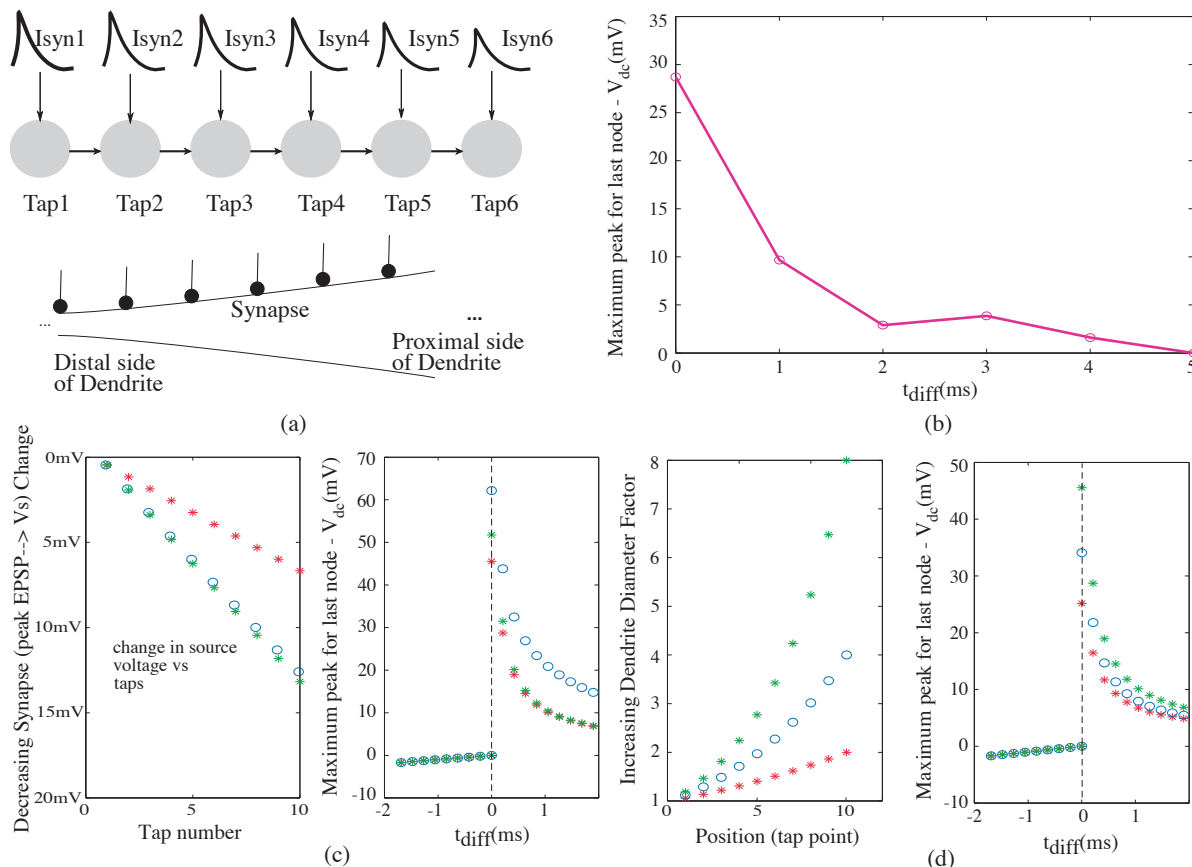 Isyn1 Isyn2 Isyn3 Isyn4 Isyn5 Isyn6
Tap1 Tap2 Tap3 Tap4 Tap5 Tap6
Synapse
...
...
Distal side
of Dendrite
Proximal side
of Dendrite
(a)
Maximum peak for last node - Vdc(mV)
35
30
25
20
15
10
5
0
0 1 2 3 4 5
tdiff(ms)
(b)
Decreasing Synapse (peak EPSP--> Vs) Change
0mV
5mV
10mV
15mV
20mV
change in source
voltage vs
taps
0 5 10
Tap number
Maximum peak for last node - Vdc(mV)
70
60
50
40
30
20
10
0
-10
-2 -1 0 1
tdiff(ms)
(c)
Increasing Dendrite Diameter Factor
8
7
6
5
4
3
2
1
0 5 10
Position (tap point)
Maximum peak for last node - Vdc(mV)
50
40
30
20
10
0
-10
-2 -1 0 1
tdiff(ms)
(d)